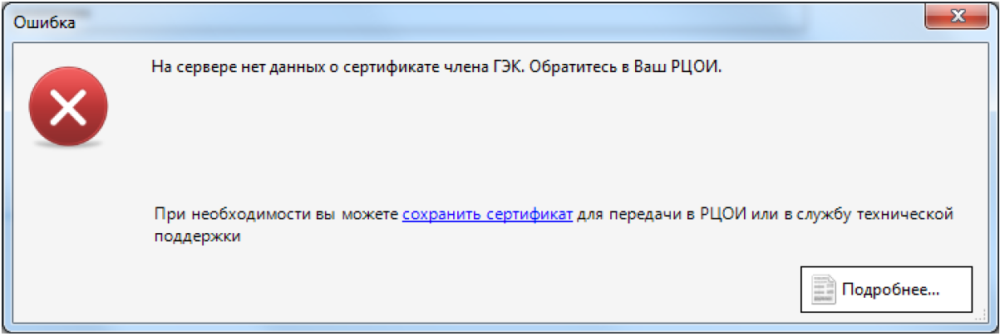 Ошибка
На сервере нет данных о сертификате члена ГЭК. Обратитесь в Ваш РЦОИ.
При необходимости вы можете сохранить сертификат для передачи в РЦОИ или в службу технической
поддержки
Подробнее...